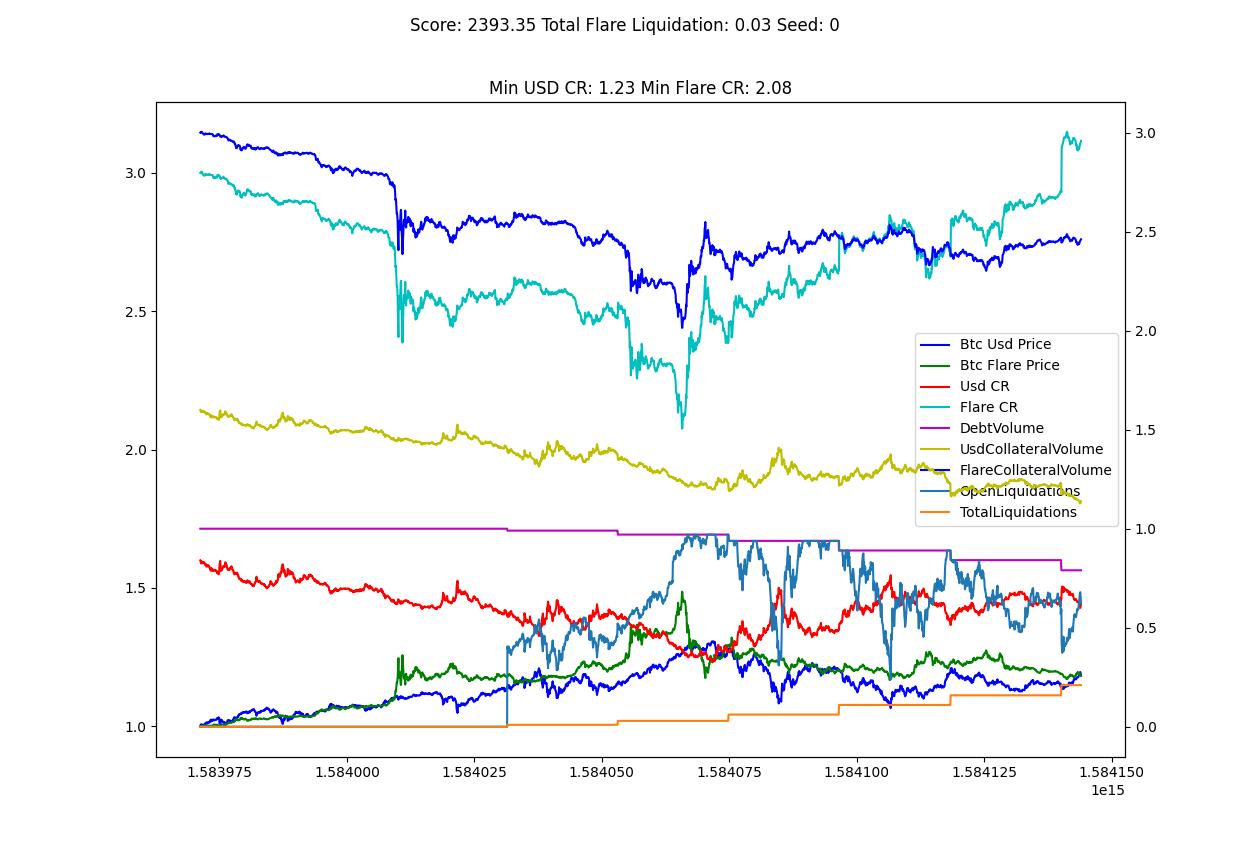 Score: 2393.35 Total Flare Liquidation: 0.03 Seed: 0
Min USD CR: 1.23 Min Flare CR: 2.08
3.0
3.0
2.5
2.5
2.0
2.0
1.5
1.5
1.0
1.0
0.5
0.0
Btc Usd Price
Btc Flare Price
Usd CR
Flare CR
DebtVolume
UsdCollateralVolume
FlareCollateralVolume
OpenLiquidations
TotalLiquidations
1.583975 1.584000 1.584025 1.584050 1.584075 1.584100 1.584125 1.584150
1e15